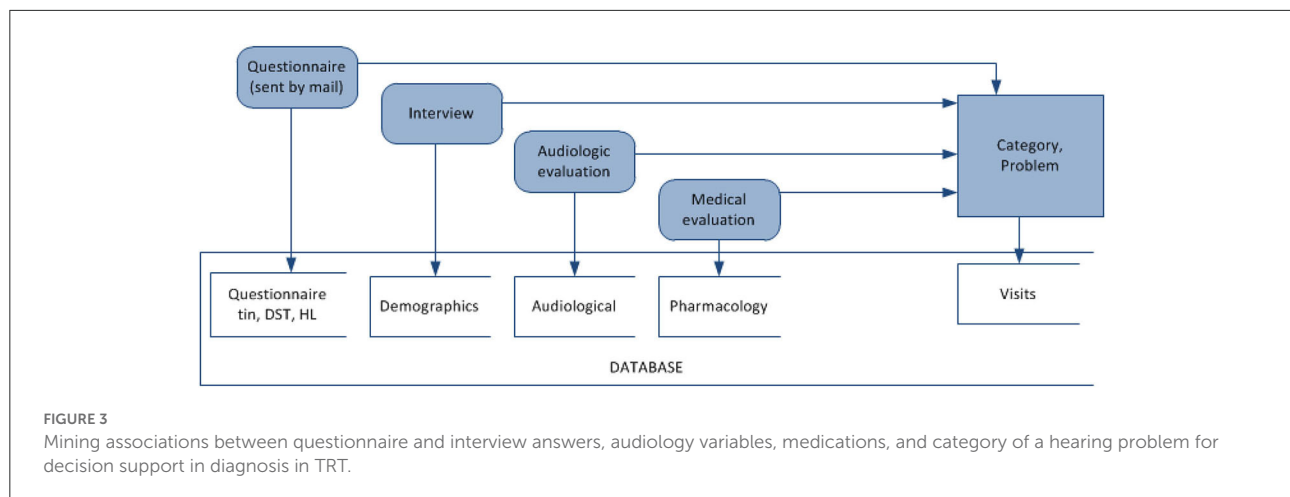 Questionnaire
(sent by mail)
Interview
Audiologic
evaluation
Medical
evaluation
Category,
Problem
Questionnaire
tin, DST, HL
Demographics
Audiological
Pharmacology
Visits
DATABASE
FIGURE 3
Mining associations between questionnaire and interview answers, audiology variables, medications, and category of a hearing problem for
decision support in diagnosis in TRT.